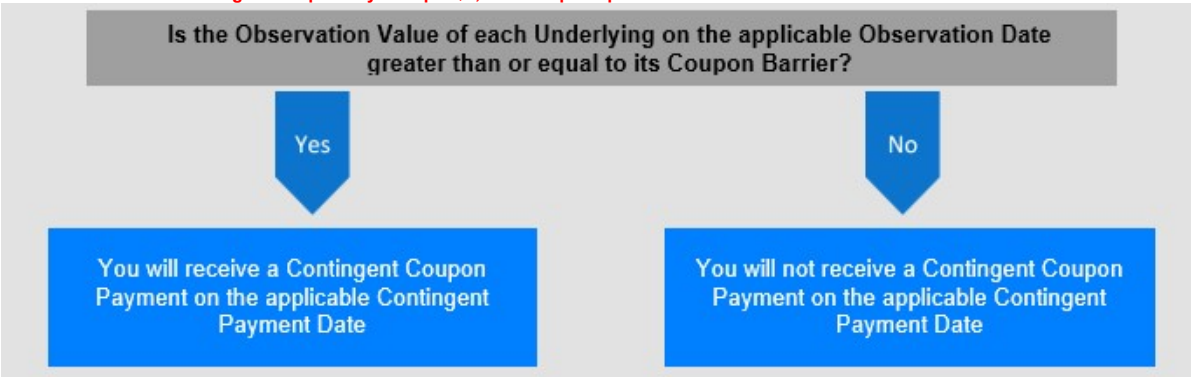 Is the Observation Value of each Underlying on the applicable Observation Date
greater than or equal to its Coupon Barrier?
Yes
No
You will receive a Contingent Coupon
Payment on the applicable Contingent
Payment Date
You will not receive a Contingent Coupon
Payment on the applicable Contingent
Payment Date